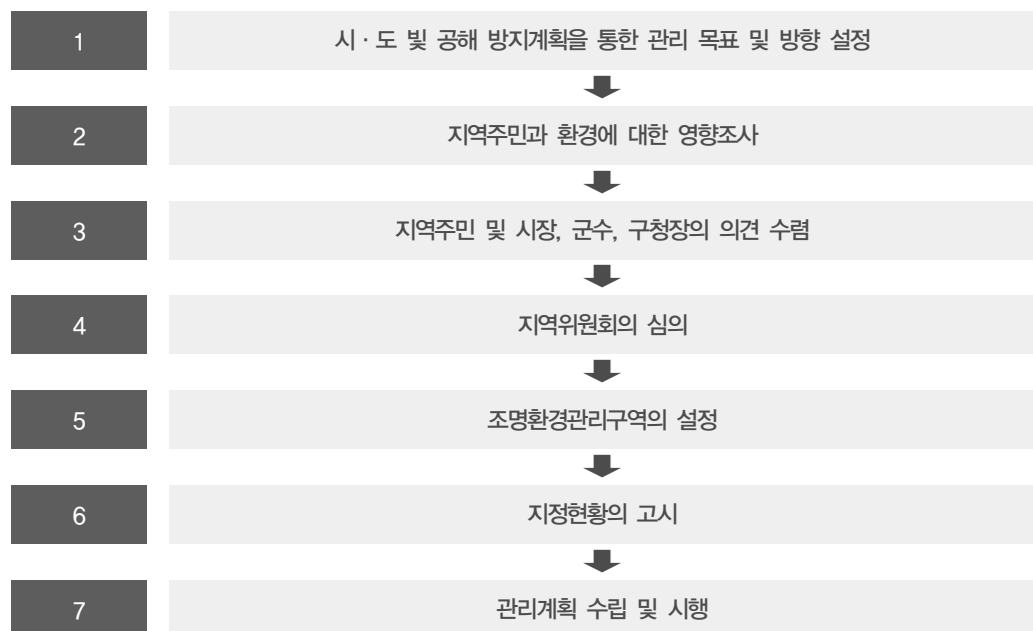 1 시·도 빛 공해 방지계획을 통한 관리 목표 및 방향 설정
2 지역주민과 환경에 대한 영향조사
3 지역주민 및 시장, 군수, 구청장의 의견 수렴
4 지역위원회의 심의
5 조명환경관리구역의 설정
6 지정현황의 고시
7 관리계획 수립 및 시행